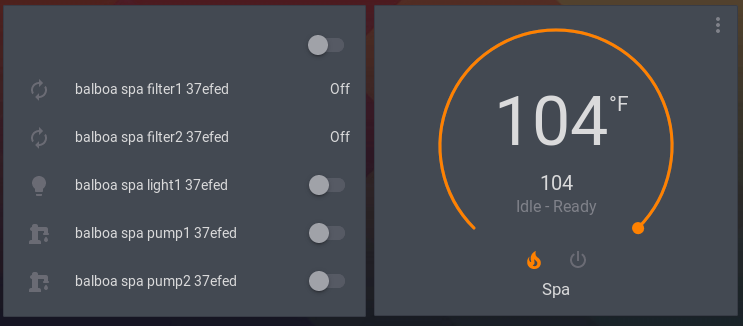 balboa spa filter1 37efed Off
balboa spa filter2 37efed Off
balboa spa light1 37efed
balboa spa pump1 37efed
balboa spa pump2 37efed
104 °F
104
Idle - Ready
Spa